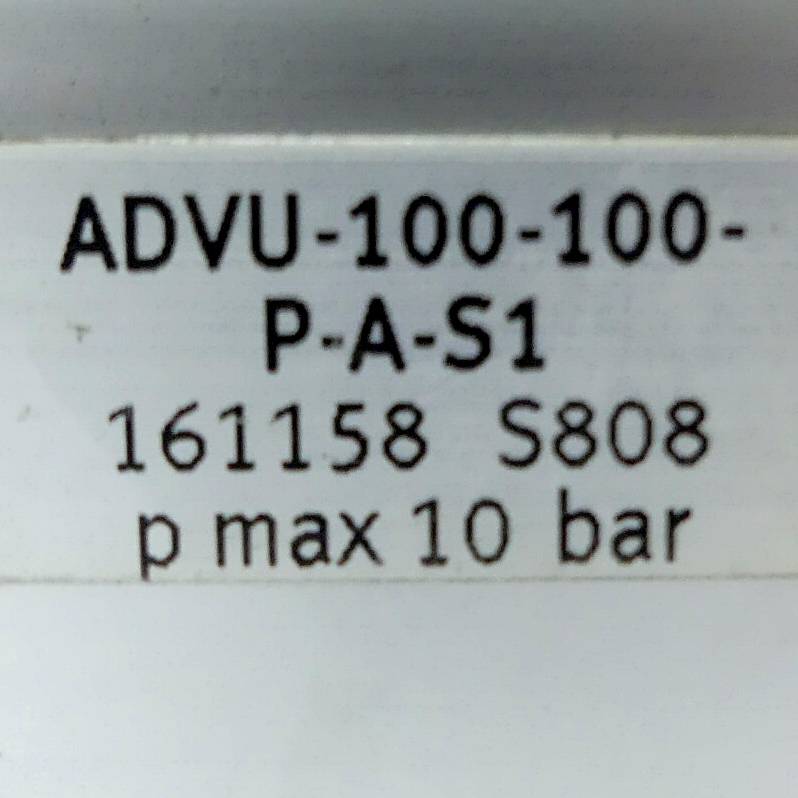 ADVU-100-100-
P-A-S1
161158 S808
p max 10 bar